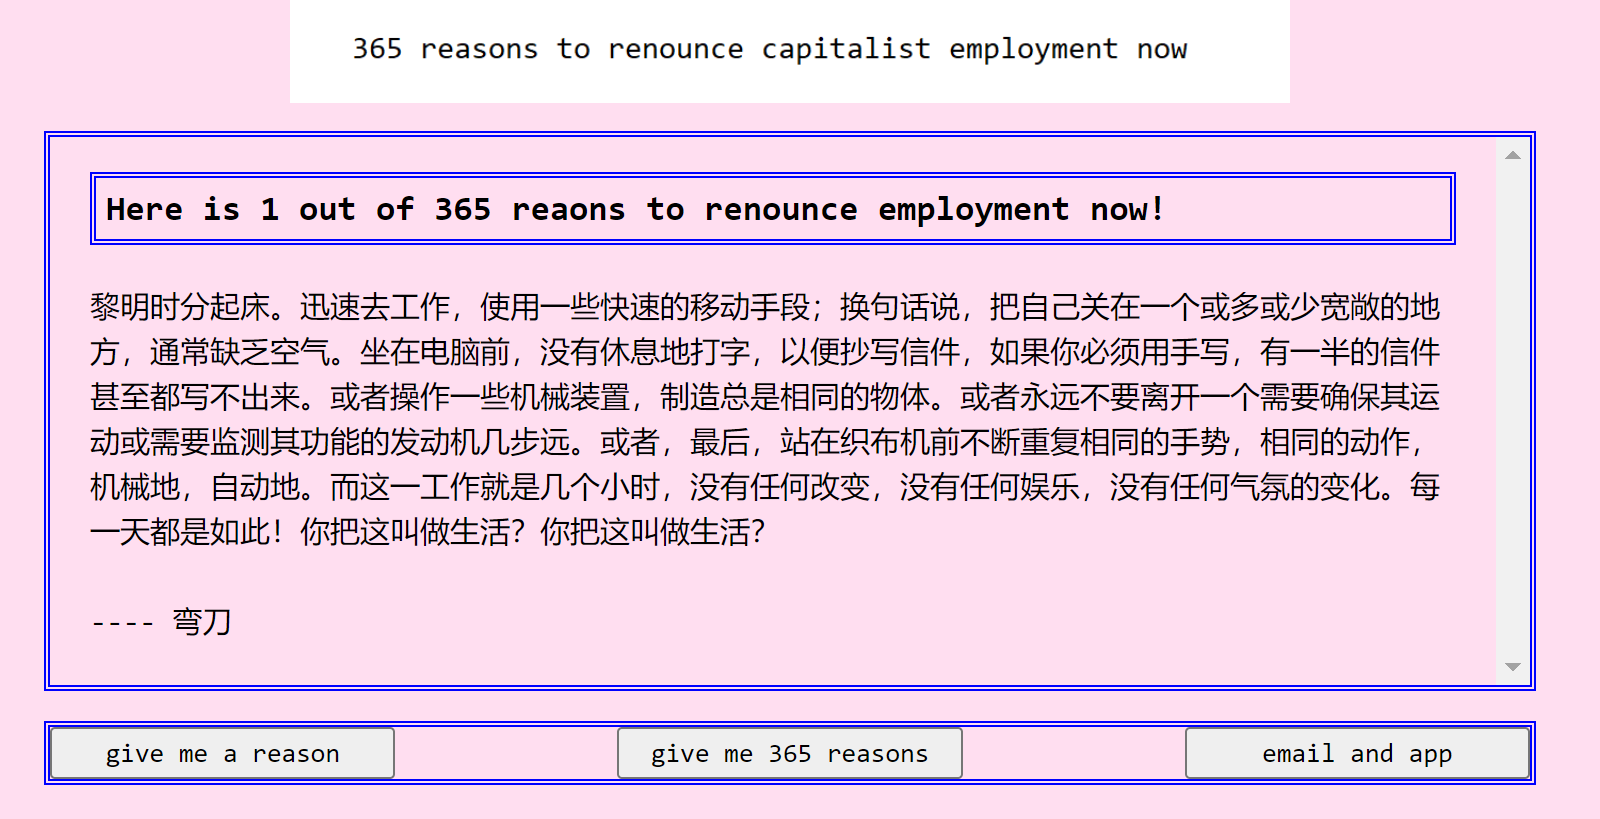 365 reasons to renounce capitalist employment now
Here is 1 out of 365 reaons to renounce employment now!
黎明时分起床。迅速去工作，使用一些快速的移动手段；换句话说，把自己关在一个或多或少宽敞的地
方，通常缺乏空气。坐在电脑前，没有休息地打字，以便抄写信件，如果你必须用手写，有一半的信件
甚至都写不出来。或者操作一些机械装置，制造总是相同的物体。或者永远不要离开一个需要确保其运
动或需要监测其功能的发动机几步远。或者，最后，站在织布机前不断重复相同的手势，相同的动作，
机械地，自动地。而这一工作就是几个小时，没有任何改变，没有任何娱乐，没有任何气氛的变化。每
一天都是如此！你把这叫做生活？你把这叫做生活？
---- 弯刀
give me a reason
give me 365 reasons
email and app